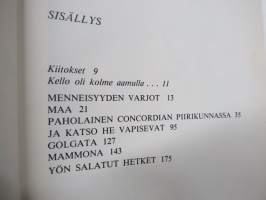 SISÄLLYS
Kiitokset 9
Kello oli kolme aamulla . . . 11
MENNEISYYDEN VARJOT 13
MAA 21
PAHOLAINEN CONCORDIAN PIIRIKUNNASSA 35
JA KATSO HE VAPISEVAT 95
GOLGATA 127
MAMMONA 143
YÖN SALATUT HETKET 175